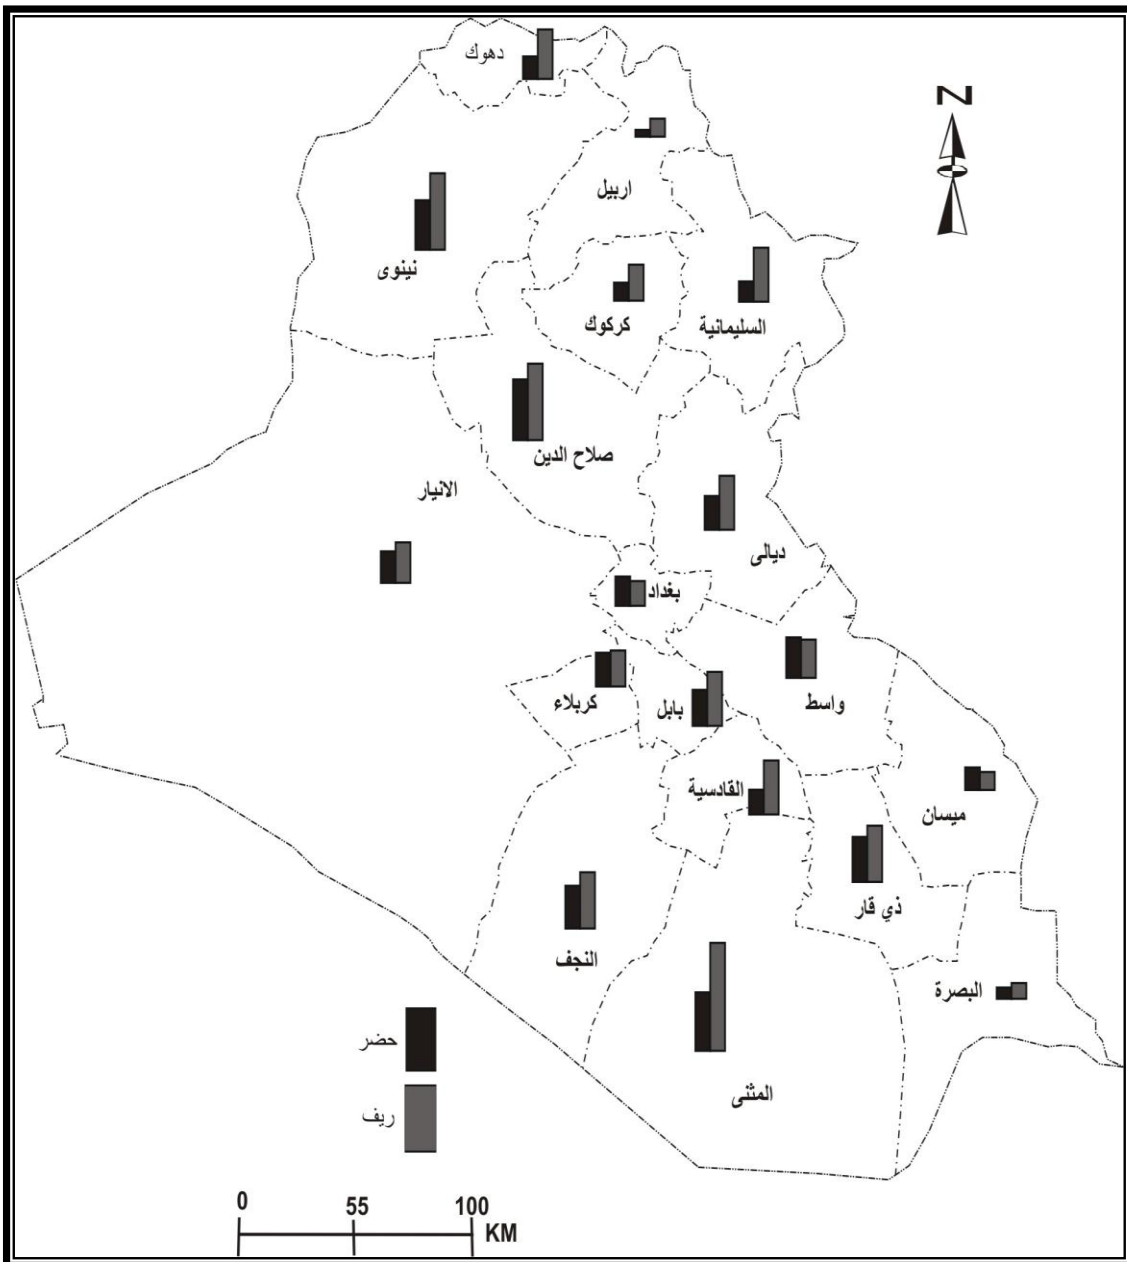 دهوك
N
اربيل
نينوى
كركوك
السليمانية
صلاح الدين
الانبار
ديالى
بغداد
كربلاء
بابل
واسط
القادسية
ميسان
ذي قار
النجف
البصرة
حضر
المثنى
ريف
0 55 100
KM